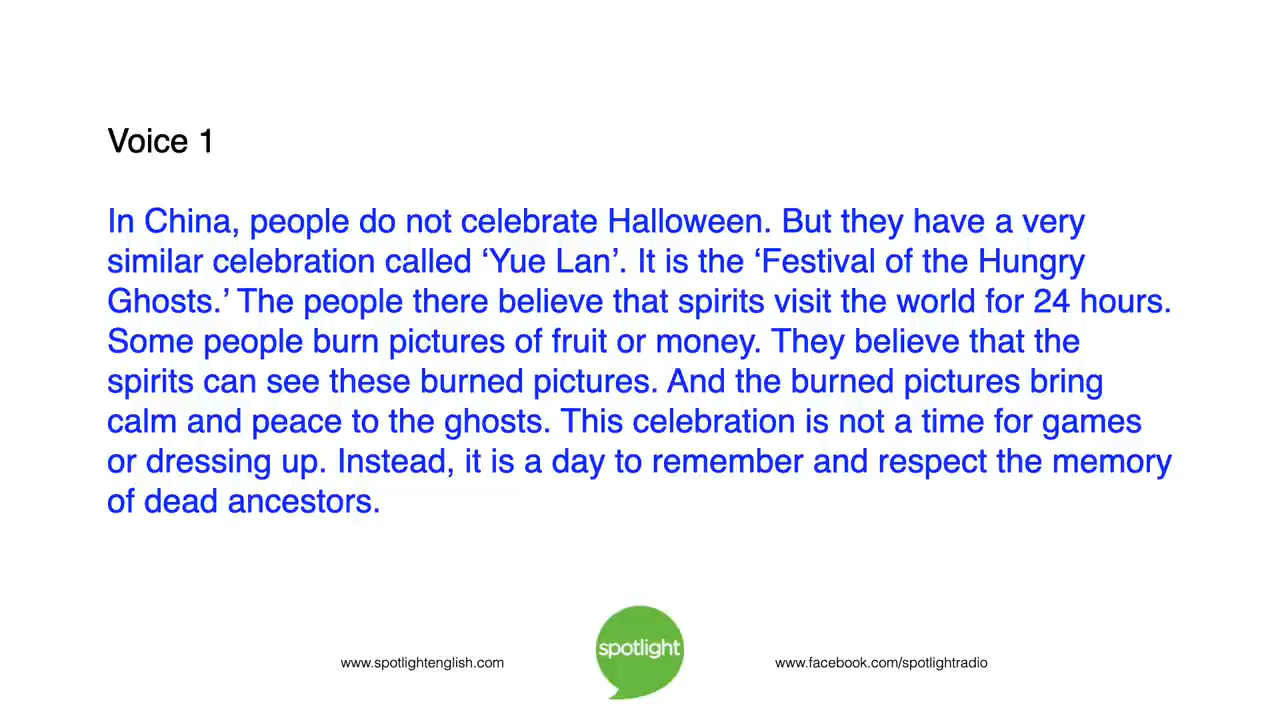 Voice 1
In China, people do not celebrate Halloween. But they have a very
similar celebration called ‘Yue Lan’. It is the ‘Festival of the Hungry
Ghosts.’ The people there believe that spirits visit the world for 24 hours.
Some people burn pictures of fruit or money. They believe that the
spirits can see these burned pictures. And the burned pictures bring
calm and peace to the ghosts. This celebration is not a time for games
or dressing up. Instead, it is a day to remember and respect the memory
of dead ancestors.
spotlight
www.spotlightenglish.com
www.facebook.com/spotlightradio